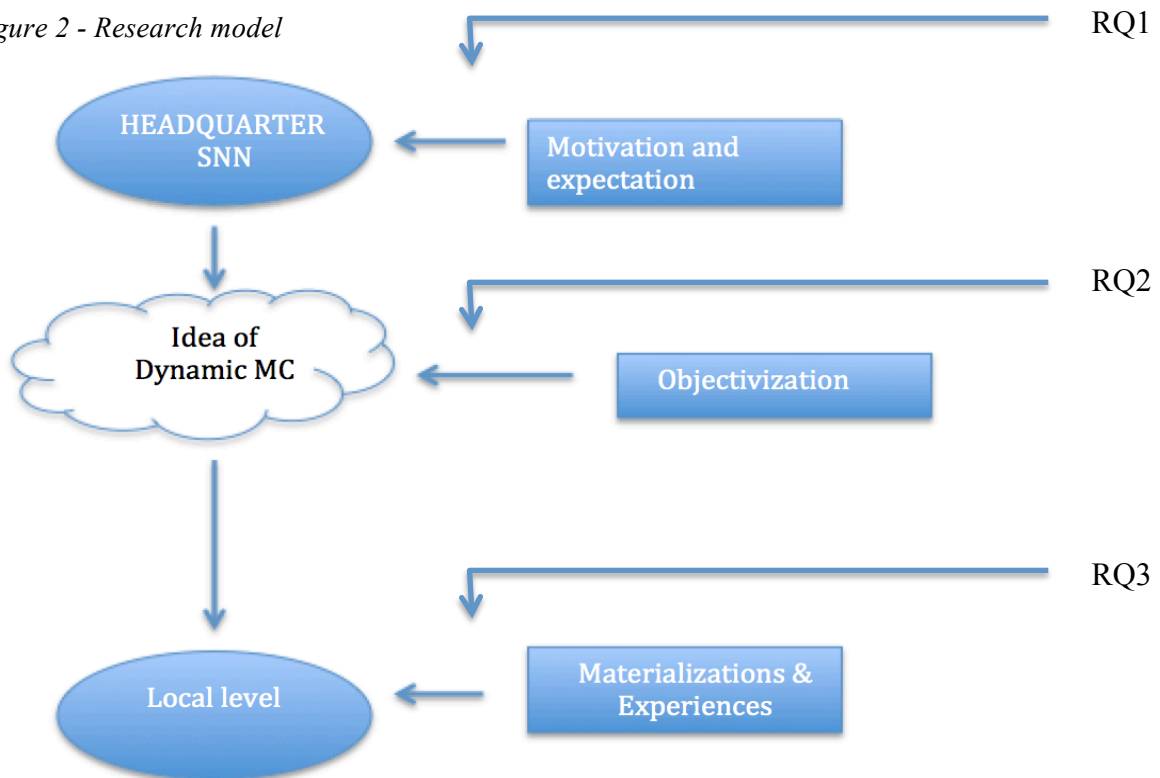 gure 2 - Research model
RQ1
HEADQUARTER
SNN
Motivation and
expectation
RQ2
Idea of
Dynamic MC
Objectivization
RQ3
Local level
Materializations &
Experiences